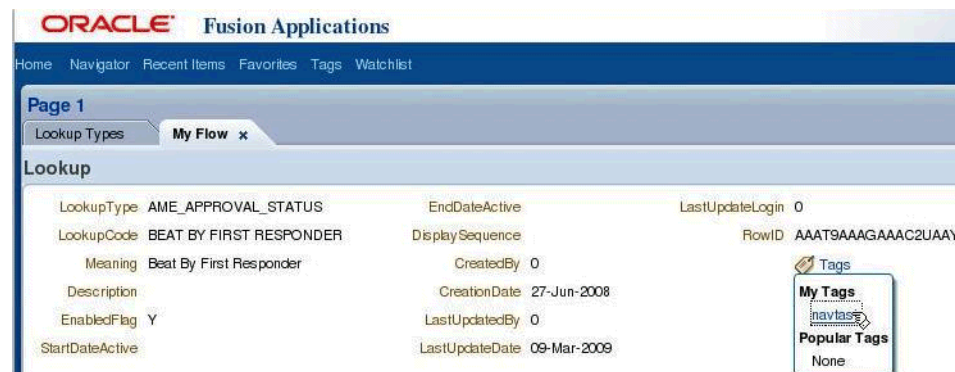 ORACLE Fusion Applications
Home Navigator Recent Items Favorites Tags Watchlist
Page 1
Lookup Types My Flow x
Lookup
LookupType AME_APPROVAL_STATUS EndDateActive LastUpdateLogin 0
LookupCode BEAT BY FIRST RESPONDER DisplaySequence RowID AAAT9AAAGAAAC2UAAY
Meaning Beat By First Responder CreatedBy 0 Tags
Description CreationDate 27-Jun-2008 My Tags
EnabledFlag Y LastUpdatedBy 0
StartDateActive LastUpdateDate 09-Mar-2009 Popular Tags
None